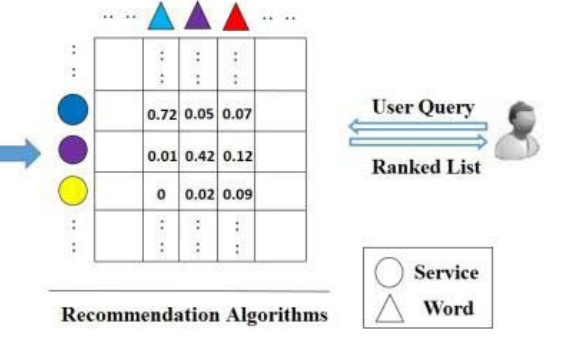 0.72 0.05 0.07
0.01 0.42 0.12
0 0.02 0.09
User Query
Ranked List
Service
Word
Recommendation Algorithms